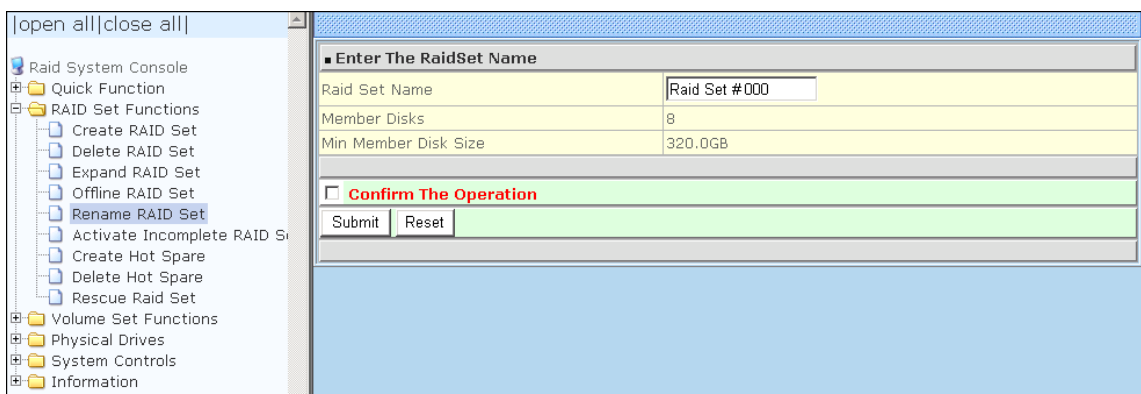 |open all|close all|
Raid System Console
Quick Function
RAID Set Functions
Create RAID Set
Delete RAID Set
Expand RAID Set
Offline RAID Set
Rename RAID Set
Activate Incomplete RAID S
Create Hot Spare
Delete Hot Spare
Rescue Raid Set
Volume Set Functions
Physical Drives
System Controls
Information
Enter The RaidSet Name
Raid Set Name Raid Set #000
Member Disks 8
Min Member Disk Size 320.0GB
Confirm The Operation
Submit Reset